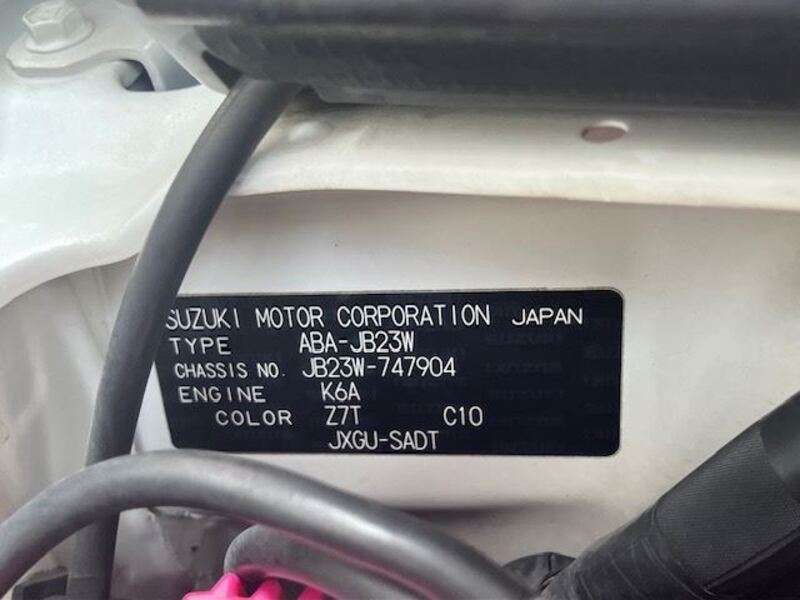 SUZUKI MOTOR CORPORATION JAPAN
TYPE ABA-JB23W
CHASSIS NO. JB23W-747904
ENGINE K6A
COLOR Z7T C10
JXGU-SADT